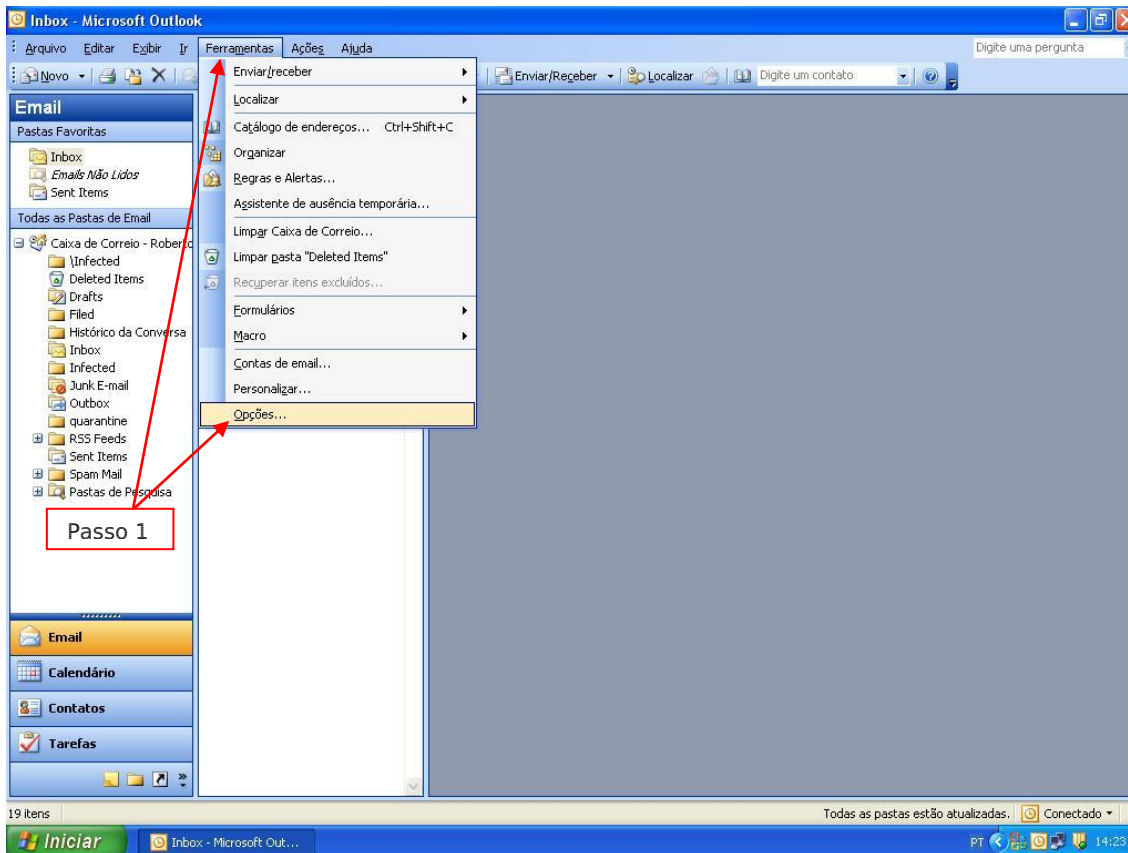 Inbox - Microsoft Outlook
Arquivo Editar Exibir Ir Ferramentas Ações Ajuda
Digite uma pergunta
Novo
Enviar/Receber Localizar Digite um contato
Email
Pastas Favoritas
Inbox
Emails Não Lidos
Sent Items
Todas as Pastas de Email
Caixa de Correio - Roberto
\Infected
Deleted Items
Drafts
Filed
Histórico da Conversa
Inbox
Infected
Junk E-mail
Outbox
quarantine
RSS Feeds
Sent Items
Spam Mail
Pastas de Pesquisa
Enviar/receber
Localizar
Catálogo de endereços... Ctrl+Shift+C
Organizar
Regras e Alertas...
Assistente de ausência temporária...
Limpar Caixa de Correio...
Limpar pasta "Deleted Items"
Recuperar itens excluídos...
Formulários
Macro
Contas de email...
Personalizar...
Opções...
Passo 1
Email
Calendário
Contatos
Tarefas
19 itens
Todas as pastas estão atualizadas. Conectado
Iniciar
Inbox - Microsoft Out...
PT
14:23